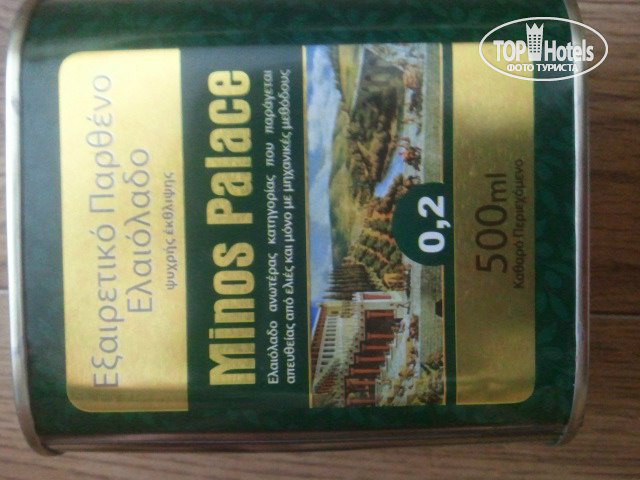 Εξαιρετικό Παρθένο
Ελαιόλαδο
ψυχρής έκθλιψης
Minos Palace
Ελαιόλαδο ανωτέρας κατηγορίας που παράγεται
απευθείας από ελιές και μόνο με μηχανικές μεθόδους
0,2
500ml
Καθαρό Περιεχόμενο
TOP Hotels
ФОТО ТУРИСТА